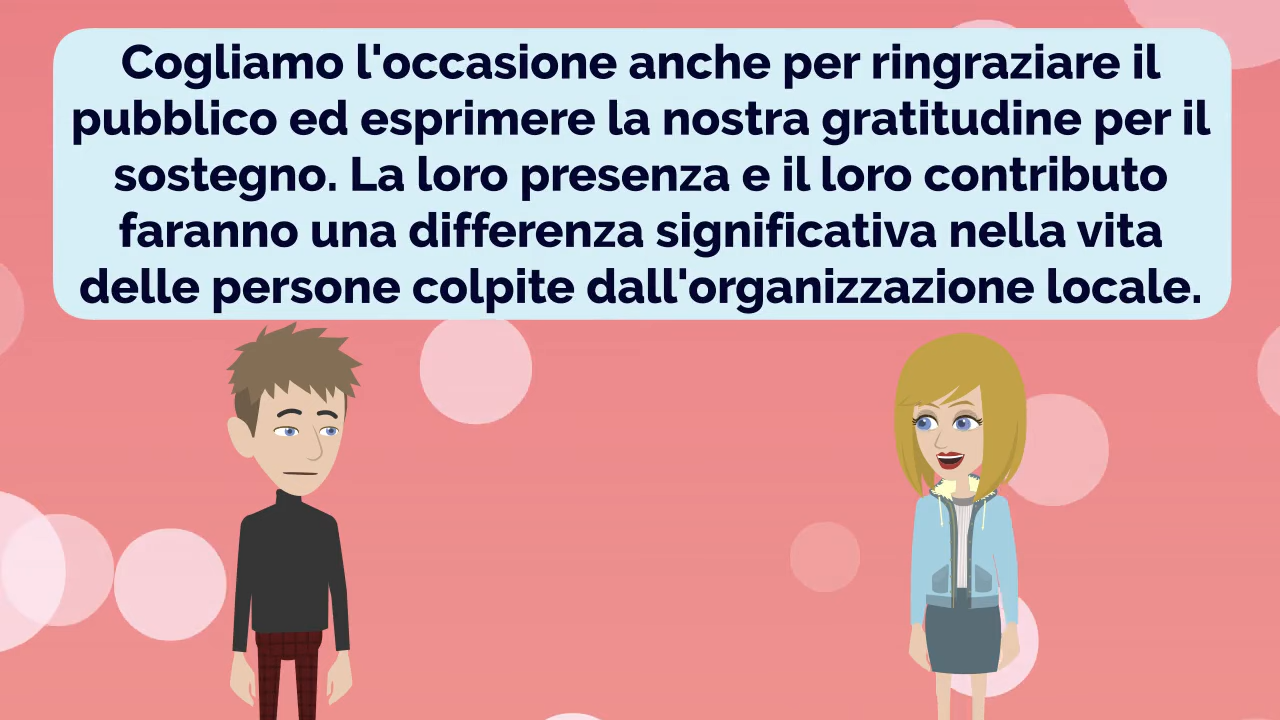 Cogliamo l'occasione anche per ringraziare il
pubblico ed esprimere la nostra gratitudine per il
sostegno. La loro presenza e il loro contributo
faranno una differenza significativa nella vita
delle persone colpite dall'organizzazione locale.